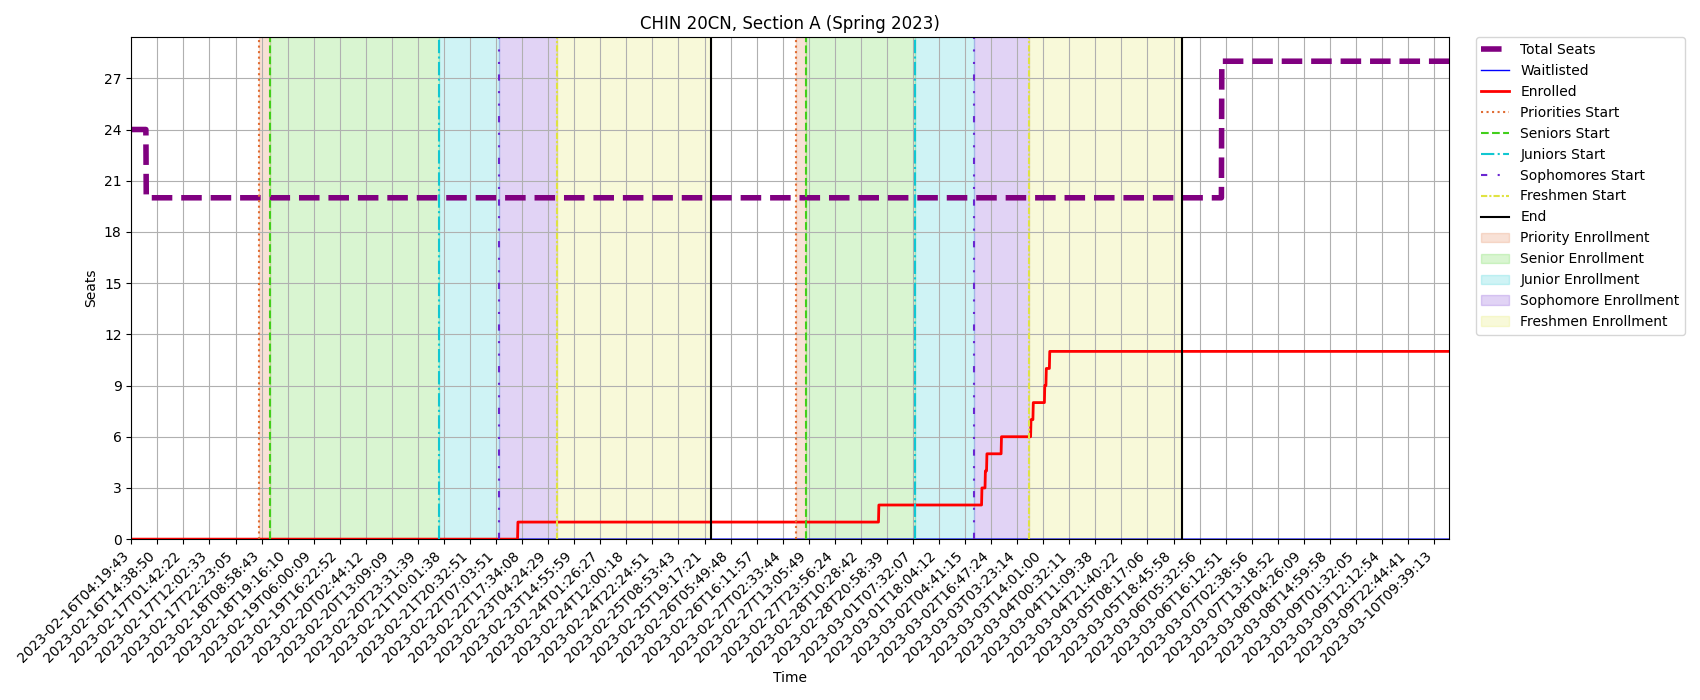 CHIN 20CN, Section A (Spring 2023)
Seats
27
24
21
18
15
12
9
6
3
0
2023-02-16T04:19:43
2023-02-16T14:38:50
2023-02-17T01:42:22
2023-02-17T12:02:33
2023-02-17T22:23:05
2023-02-18T08:58:43
2023-02-18T19:16:10
2023-02-19T06:00:09
2023-02-19T16:22:52
2023-02-20T02:44:12
2023-02-20T13:09:09
2023-02-20T23:31:39
2023-02-21T10:01:38
2023-02-21T20:32:51
2023-02-22T07:03:51
2023-02-22T17:34:08
2023-02-23T04:24:29
2023-02-23T14:55:59
2023-02-24T01:26:27
2023-02-24T12:00:18
2023-02-24T22:24:51
2023-02-25T08:53:43
2023-02-25T19:17:21
2023-02-26T05:49:48
2023-02-26T16:11:57
2023-02-27T02:33:44
2023-02-27T13:05:49
2023-02-27T23:56:24
2023-02-28T10:28:42
2023-02-28T20:58:39
2023-03-01T07:32:07
2023-03-01T18:04:12
2023-03-02T04:41:15
2023-03-02T16:47:24
2023-03-03T03:23:14
2023-03-03T14:01:00
2023-03-04T00:32:11
2023-03-04T11:09:38
2023-03-04T21:40:22
2023-03-05T08:17:06
2023-03-05T18:45:58
2023-03-06T05:32:56
2023-03-06T16:12:51
2023-03-07T02:38:56
2023-03-07T13:18:52
2023-03-08T04:26:09
2023-03-08T14:59:58
2023-03-09T01:32:05
2023-03-09T12:12:54
2023-03-09T22:44:41
2023-03-10T09:39:13
Time
Total Seats
Waitlisted
Enrolled
Priorities Start
Seniors Start
Juniors Start
Sophomores Start
Freshmen Start
End
Priority Enrollment
Senior Enrollment
Junior Enrollment
Sophomore Enrollment
Freshmen Enrollment